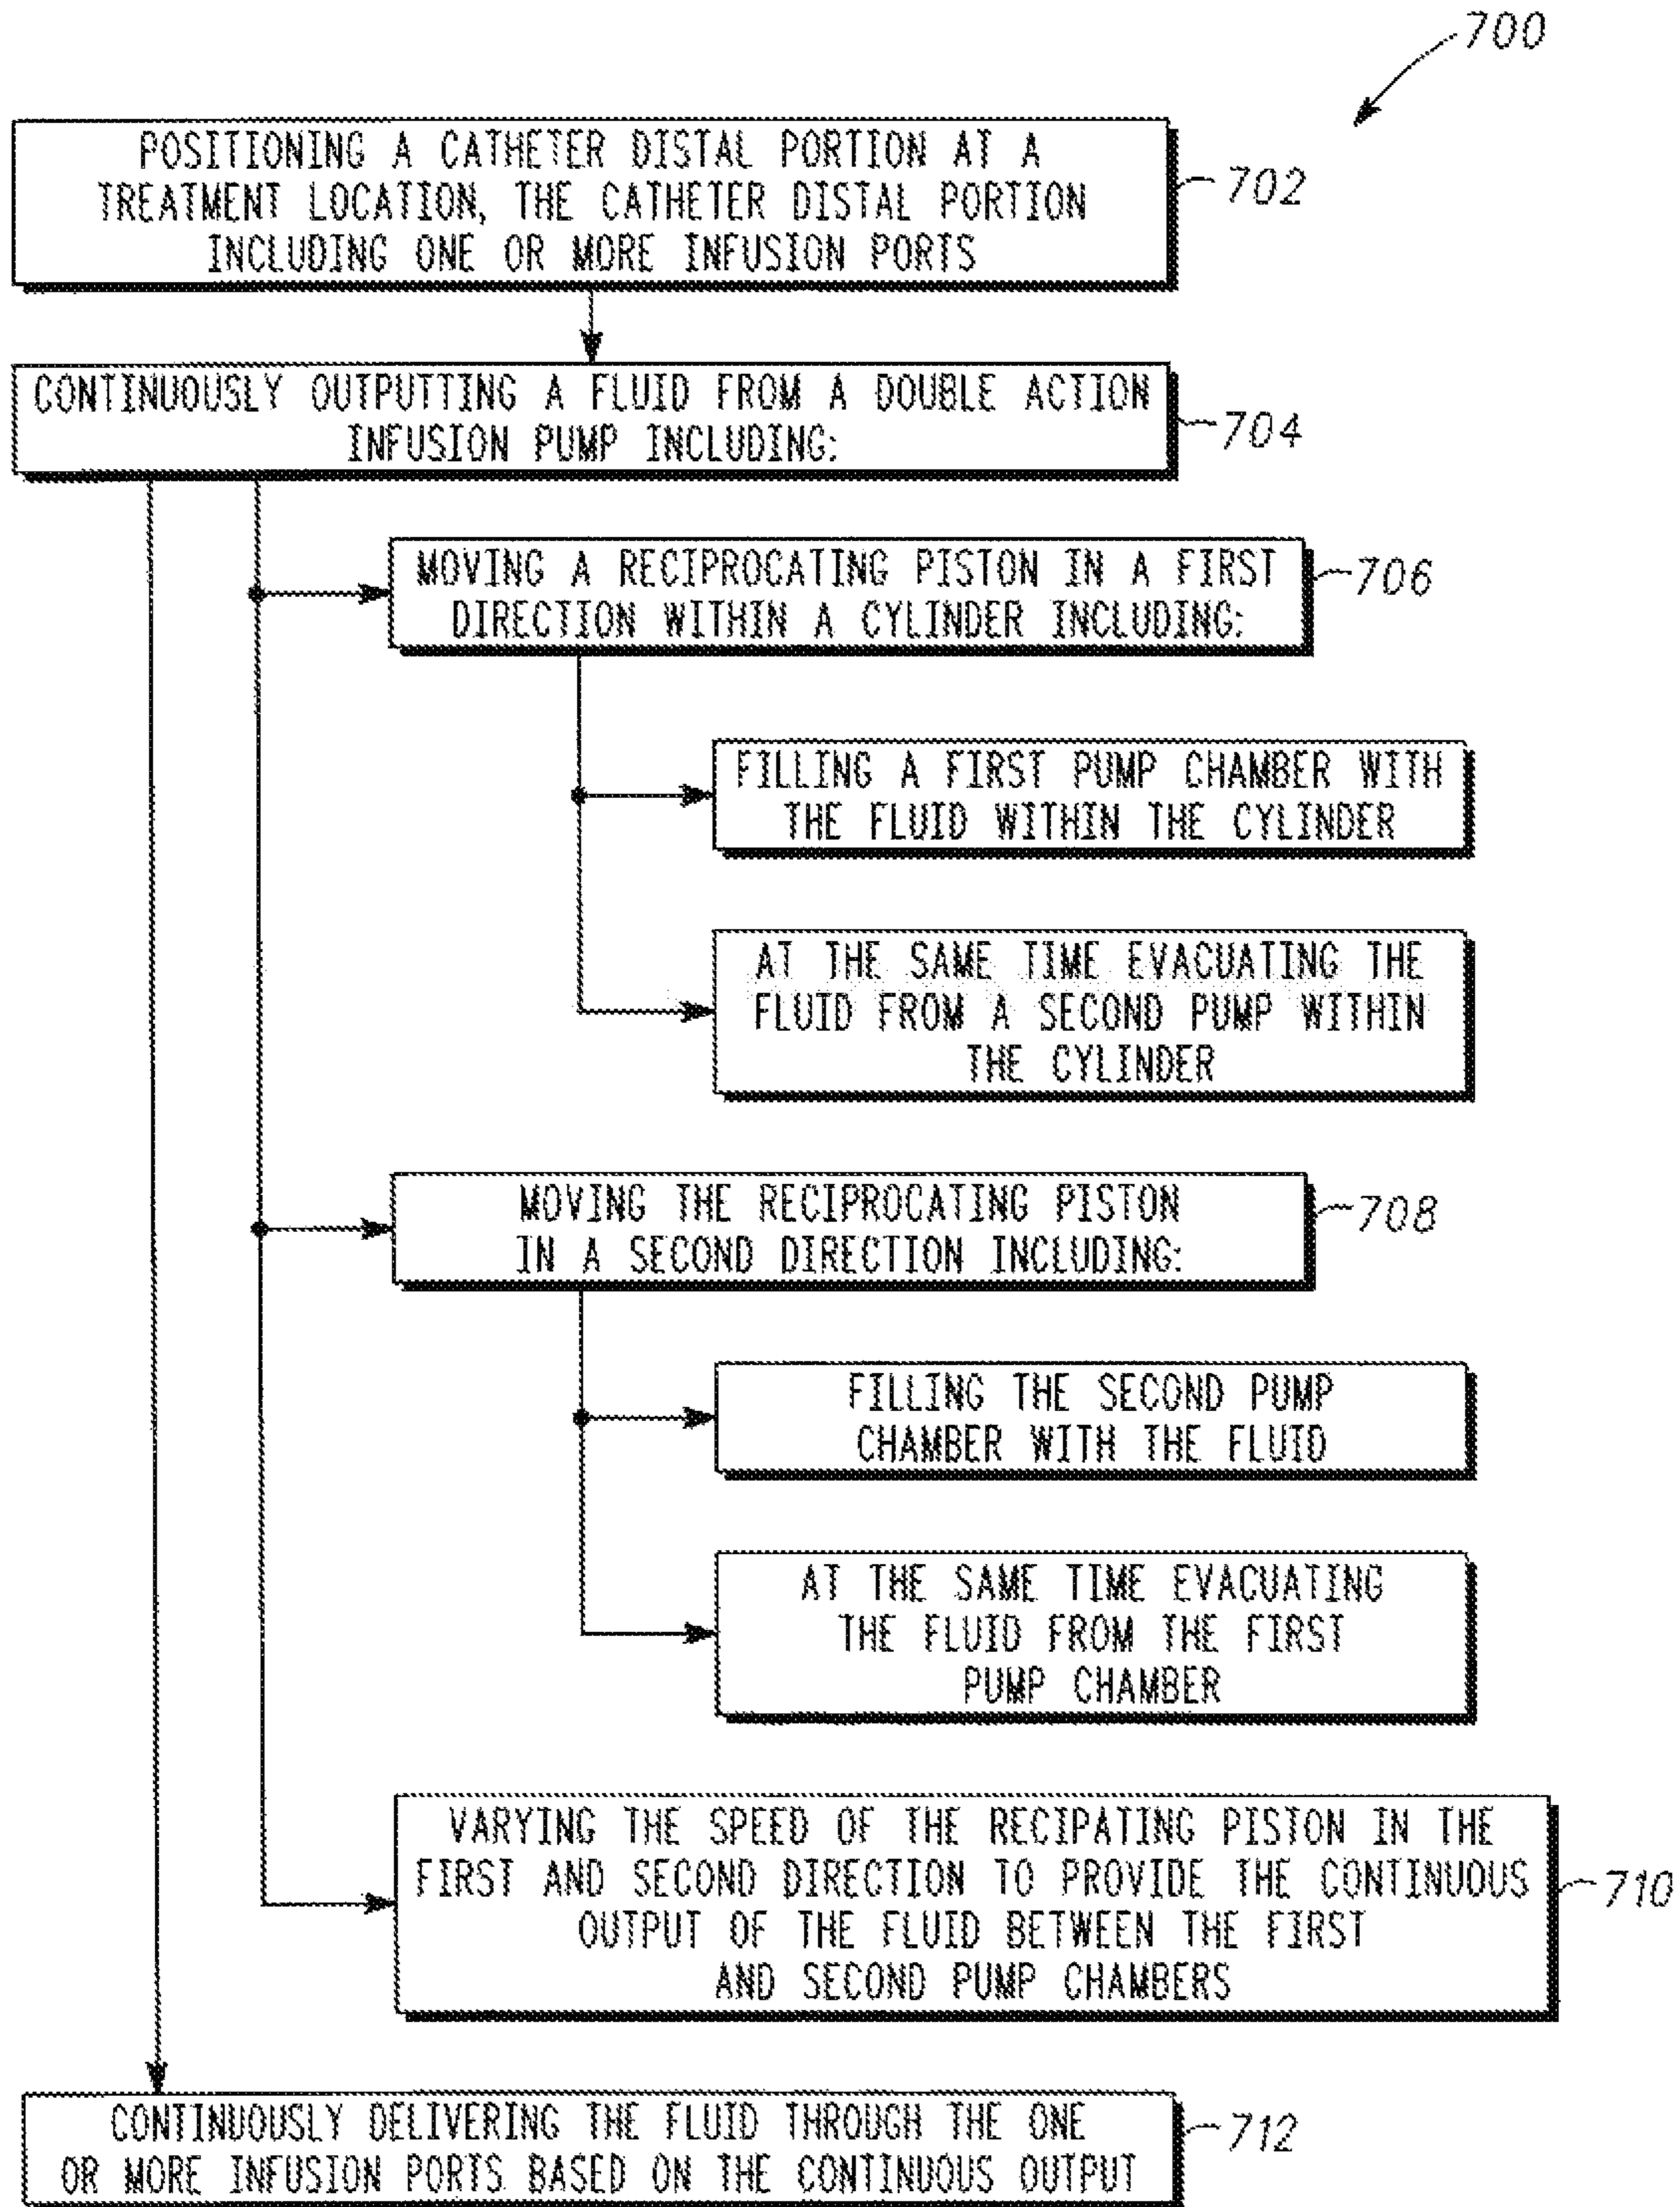 700
POSITIONING A CATHETER DISTAL PORTION AT A
TREATMENT LOCATION, THE CATHETER DISTAL PORTION
INCLUDING ONE OR MORE INFUSION PORTS
702
CONTINUOUSLY OUTPUTTING A FLUID FROM A DOUBLE ACTION
INFUSION PUMP INCLUDING:
704
MOVING A RECIPROCATING PISTON IN A FIRST
DIRECTION WITHIN A CYLINDER INCLUDING:
706
FILLING A FIRST PUMP CHAMBER WITH
THE FLUID WITHIN THE CYLINDER
AT THE SAME TIME EVACUATING THE
FLUID FROM A SECOND PUMP WITHIN
THE CYLINDER
MOVING THE RECIPROCATING PISTON
IN A SECOND DIRECTION INCLUDING:
708
FILLING THE SECOND PUMP
CHAMBER WITH THE FLUID
AT THE SAME TIME EVACUATING
THE FLUID FROM THE FIRST
PUMP CHAMBER
VARYING THE SPEED OF THE RECIPATING PISTON IN THE
FIRST AND SECOND DIRECTION TO PROVIDE THE CONTINUOUS
OUTPUT OF THE FLUID BETWEEN THE FIRST
AND SECOND PUMP CHAMBERS
710
CONTINUOUSLY DELIVERING THE FLUID THROUGH THE ONE
OR MORE INFUSION PORTS BASED ON THE CONTINUOUS OUTPUT
712